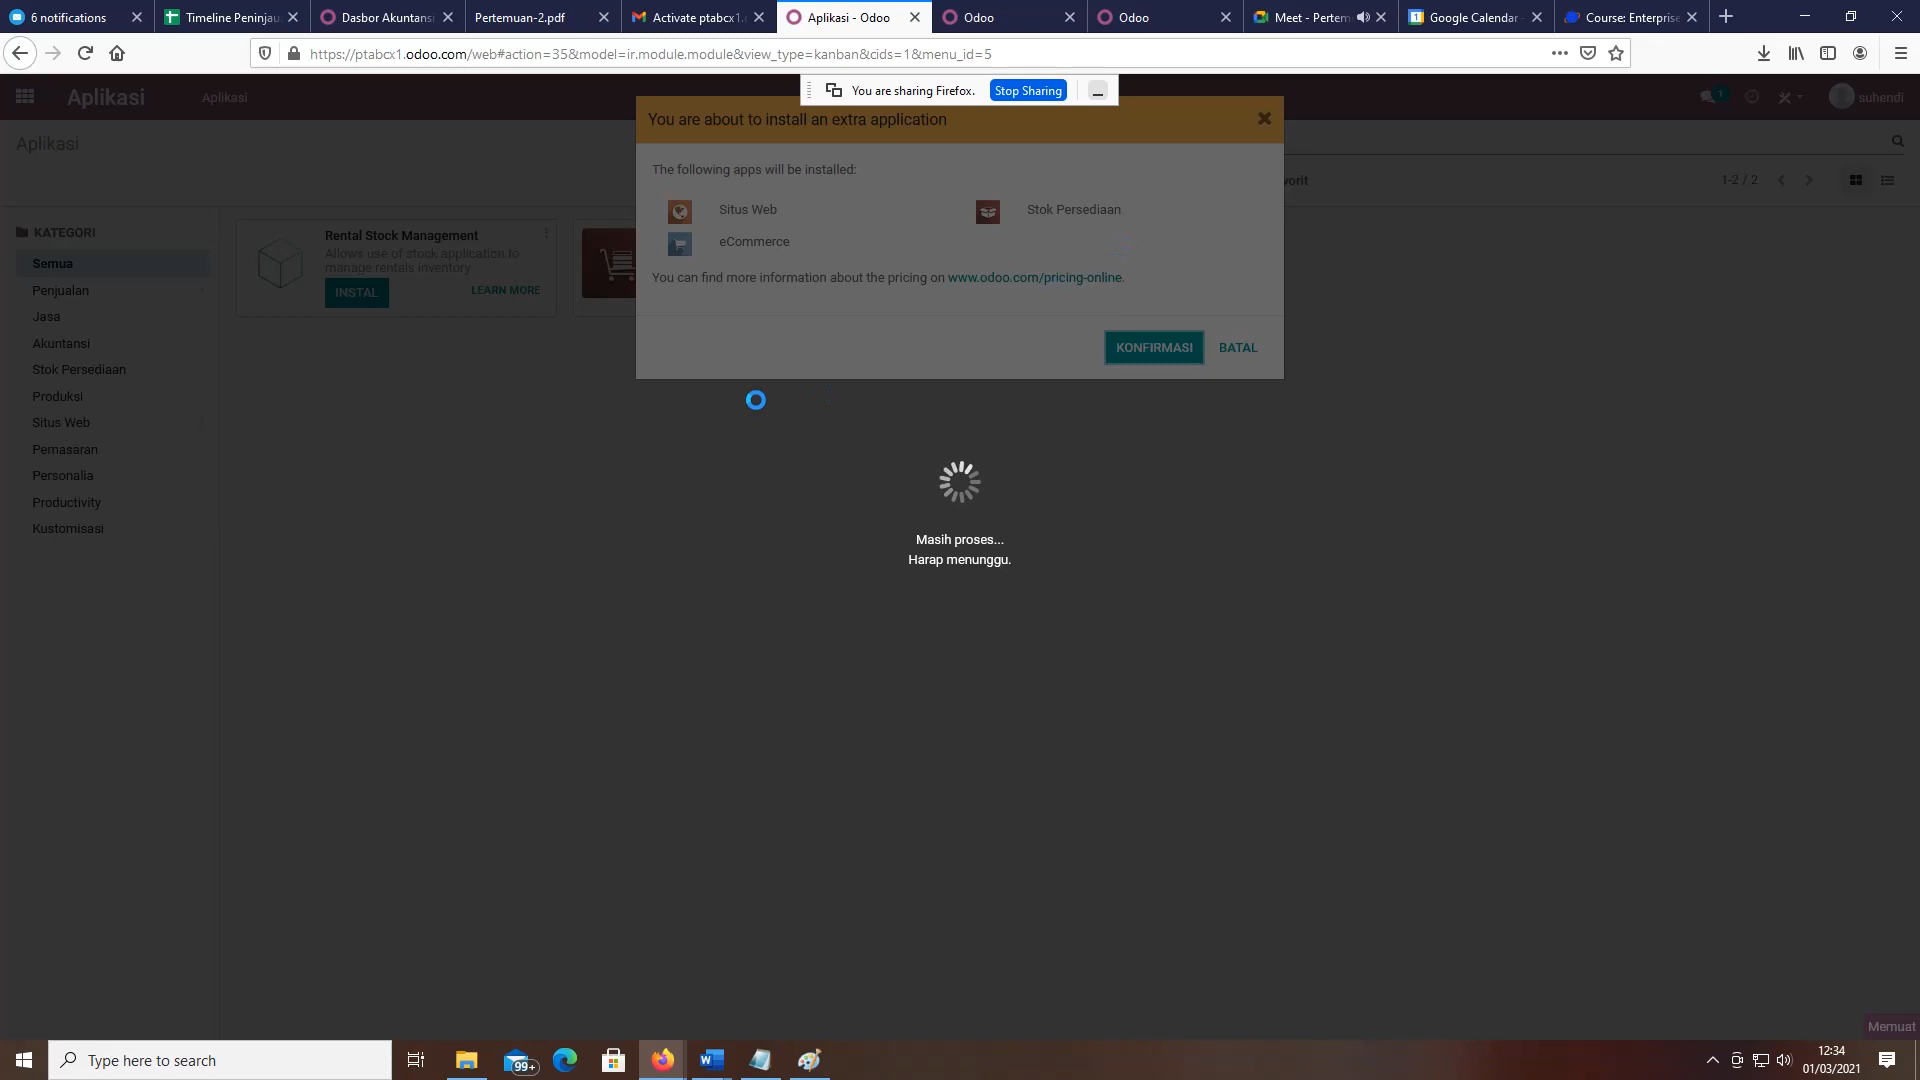 6 notifications
Timeline Peninjau
Dasbor Akuntansi
Pertemuan-2.pdf
Activate ptabcx1.
Aplikasi - Odoo
Odoo
Odoo
Meet - Pertem
Google Calendar
Course: Enterprise
https://ptabcx1.odoo.com/web#action=35&model=ir.module.module&view_type=kanban&cids=1&menu_id=5
You are sharing Firefox.
Stop Sharing
Aplikasi
Aplikasi
1
suhendi
Aplikasi
You are about to install an extra application
The following apps will be installed:
Situs Web
Stok Persediaan
eCommerce
You can find more information about the pricing on www.odoo.com/pricing-online.
KONFIRMASI
BATAL
vorit
1-2 / 2
KATEGORI
Semua
Penjualan
Jasa
Akuntansi
Stok Persediaan
Produksi
Situs Web
Pemasaran
Personalia
Productivity
Kustomisasi
Rental Stock Management
Allows use of stock application to
manage rentals inventory
INSTAL
LEARN MORE
Masih proses...
Harap menunggu.
Memuat
Type here to search
99+
12:34
01/03/2021